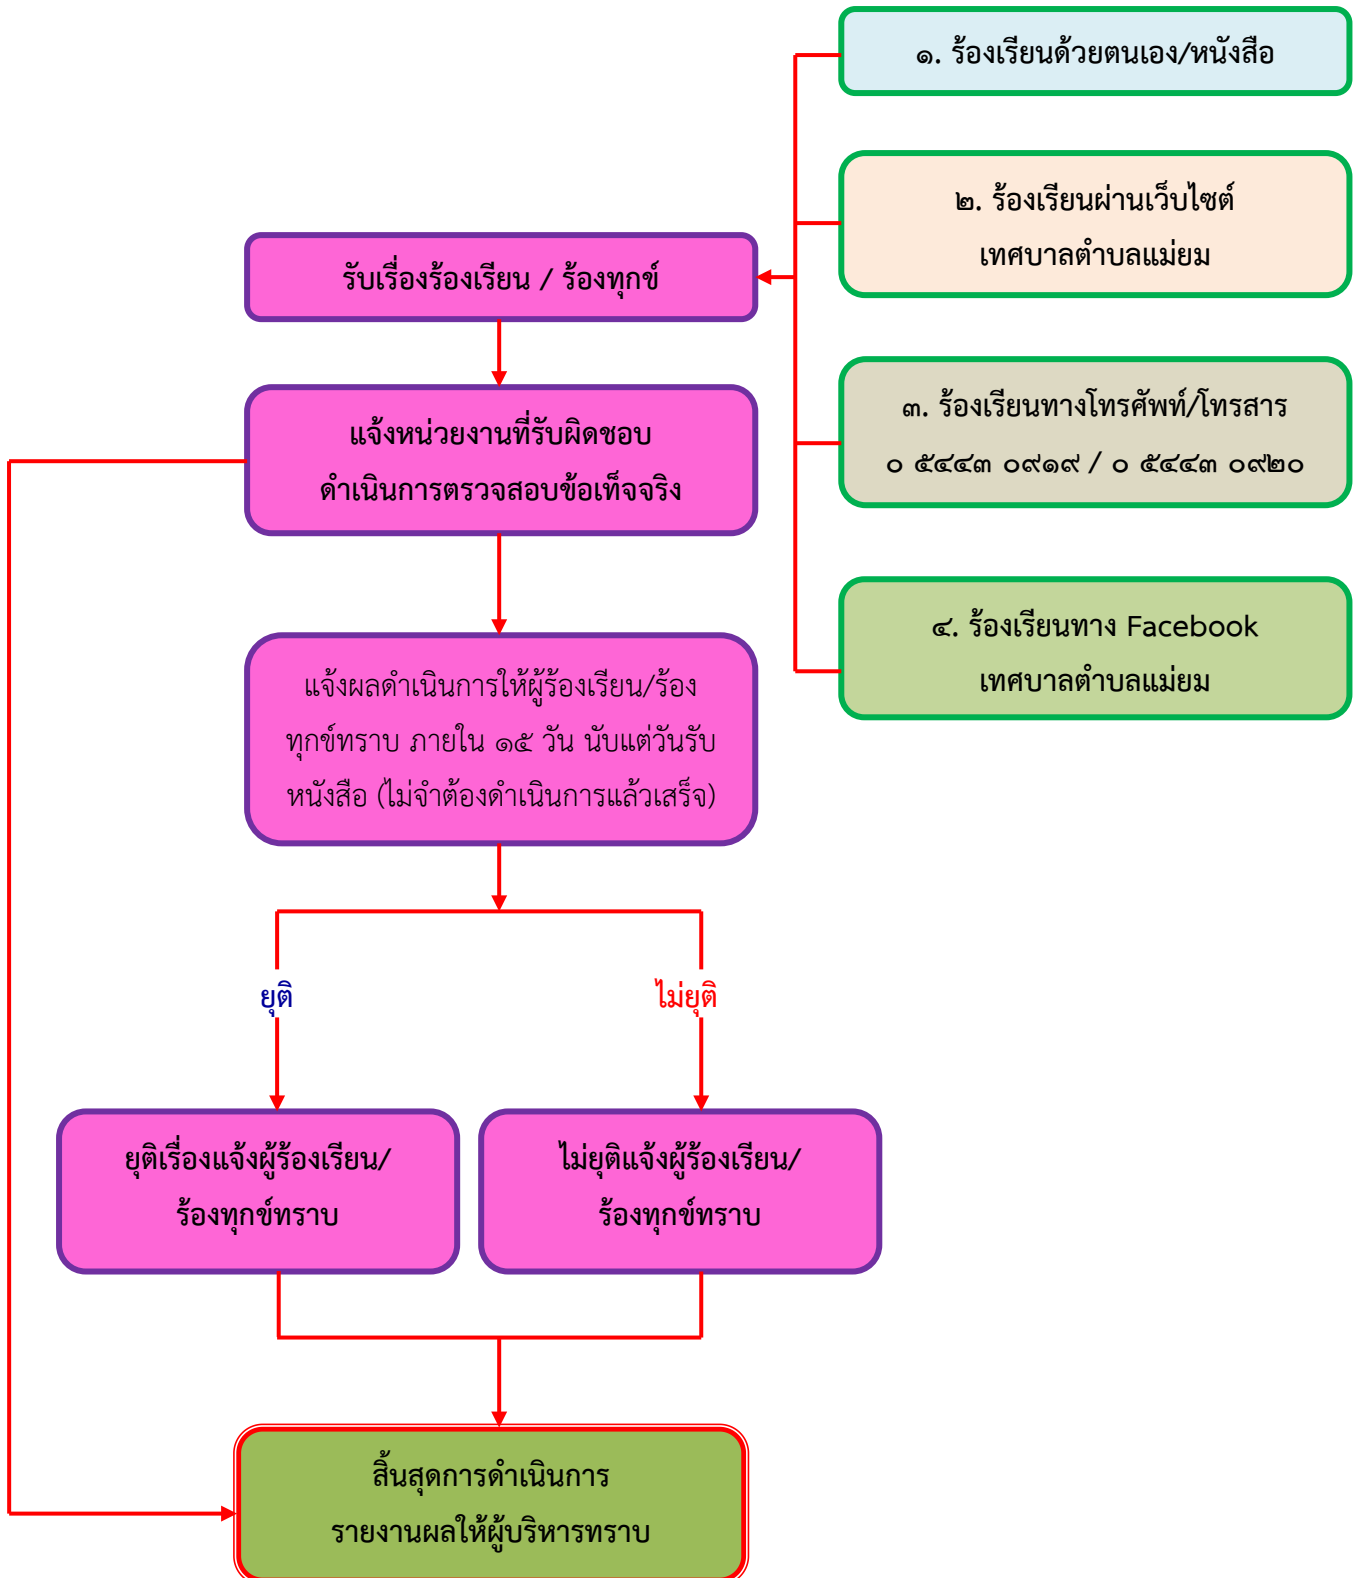 ๑. ร้องเรียนด้วยตนเอง/หนังสือ
๒. ร้องเรียนผ่านเว็บไซต์
เทศบาลตำบลแม่ยม
รับเรื่องร้องเรียน / ร้องทุกข์
๓. ร้องเรียนทางโทรศัพท์/โทรสาร
๐ ๕๔๔๓ ๐๙๑๙ / ๐ ๕๔๔๓ ๐๙๒๐
แจ้งหน่วยงานที่รับผิดชอบ
ดำเนินการตรวจสอบข้อเท็จจริง
๔. ร้องเรียนทาง Facebook
เทศบาลตำบลแม่ยม
แจ้งผลดำเนินการให้ผู้ร้องเรียน/ร้อง
ทุกข์ทราบ ภายใน ๑๕ วัน นับแต่วันรับ
หนังสือ (ไม่จำต้องดำเนินการแล้วเสร็จ)
ยุติ
ไม่ยุติ
ยุติเรื่องแจ้งผู้ร้องเรียน/
ร้องทุกข์ทราบ
ไม่ยุติแจ้งผู้ร้องเรียน/
ร้องทุกข์ทราบ
สิ้นสุดการดำเนินการ
รายงานผลให้ผู้บริหารทราบ